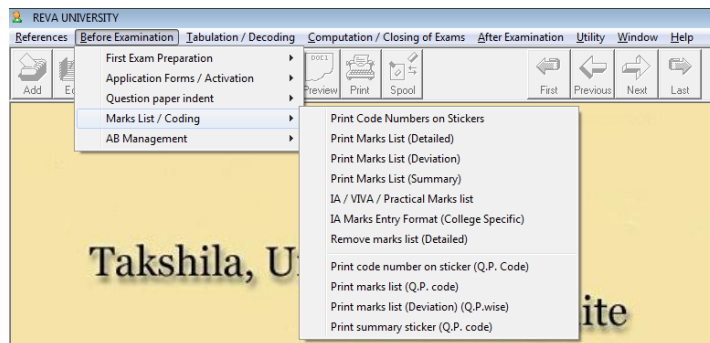 REVA UNIVERSITY
References Before Examination Tabulation / Decoding Computation / Closing of Exams After Examination Utility Window Help
Add
Preview Print Spool First Previous Next Last
First Exam Preparation
Application Forms / Activation
Question paper indent
Marks List / Coding
AB Management
Print Code Numbers on Stickers
Print Marks List (Detailed)
Print Marks List (Deviation)
Print Marks List (Summary)
IA / VIVA / Practical Marks list
IA Marks Entry Format (College Specific)
Remove marks list (Detailed)
Print code number on sticker (Q.P. Code)
Print marks list (Q.P. code)
Print marks list (Deviation) (Q.P.wise)
Print summary sticker (Q.P. code)
Takshila, U
ite